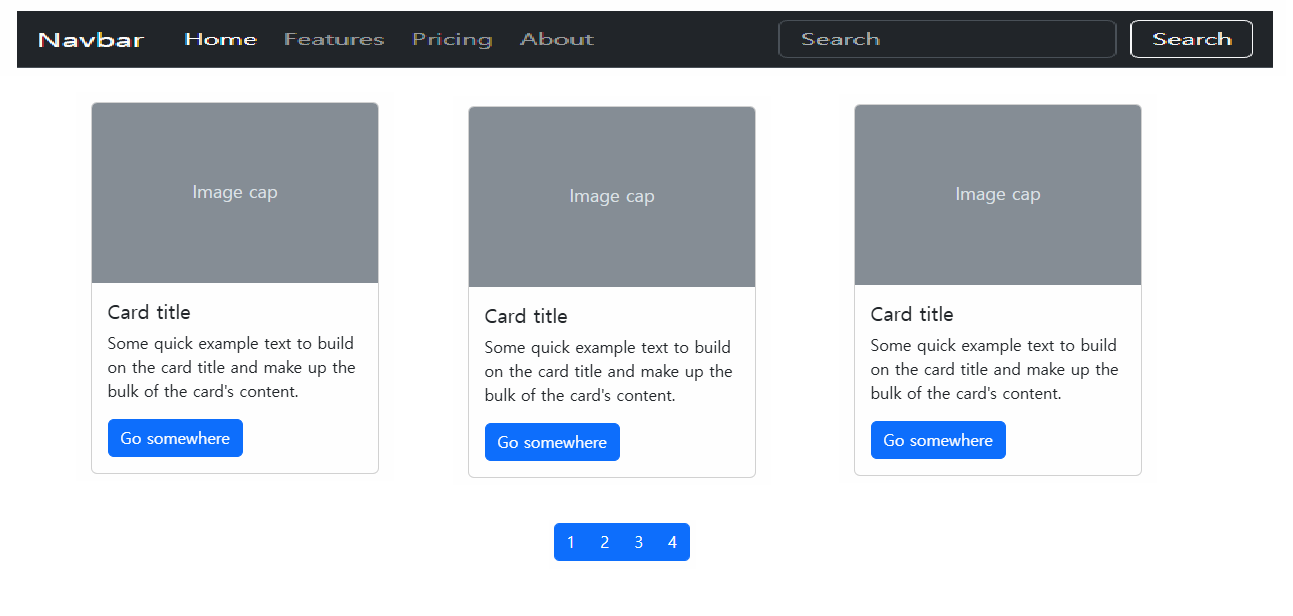 Navbar Home Features Pricing About Search Search
Image cap
Card title
Some quick example text to build
on the card title and make up the
bulk of the card's content.
Go somewhere
Image cap
Card title
Some quick example text to build
on the card title and make up the
bulk of the card's content.
Go somewhere
Image cap
Card title
Some quick example text to build
on the card title and make up the
bulk of the card's content.
Go somewhere
1 2 3 4